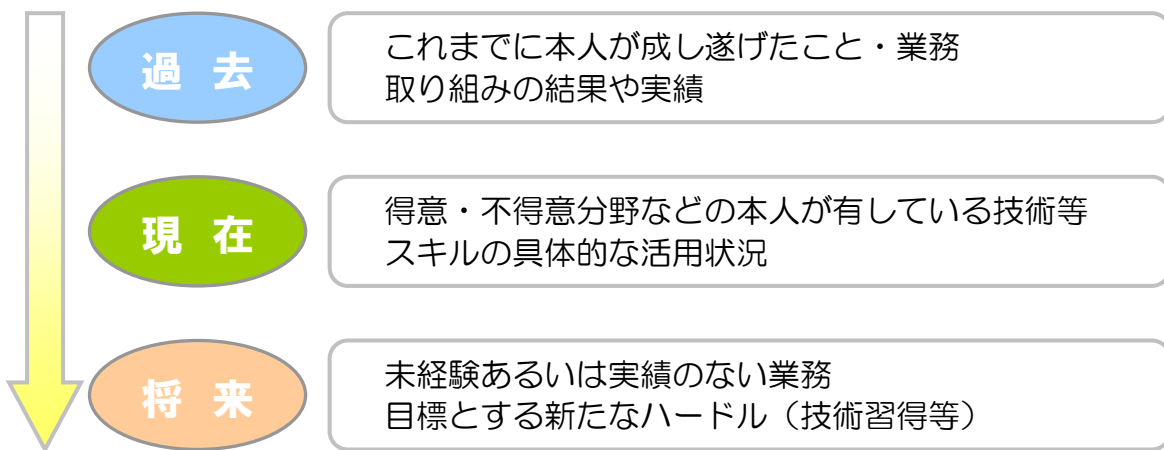 過 去
これまでに本人が成し遂げたこと・業務
取り組みの結果や実績
現 在
得意・不得意分野などの本人が有している技術等
スキルの具体的な活用状況
将 来
未経験あるいは実績のない業務
目標とする新たなハードル（技術習得等）